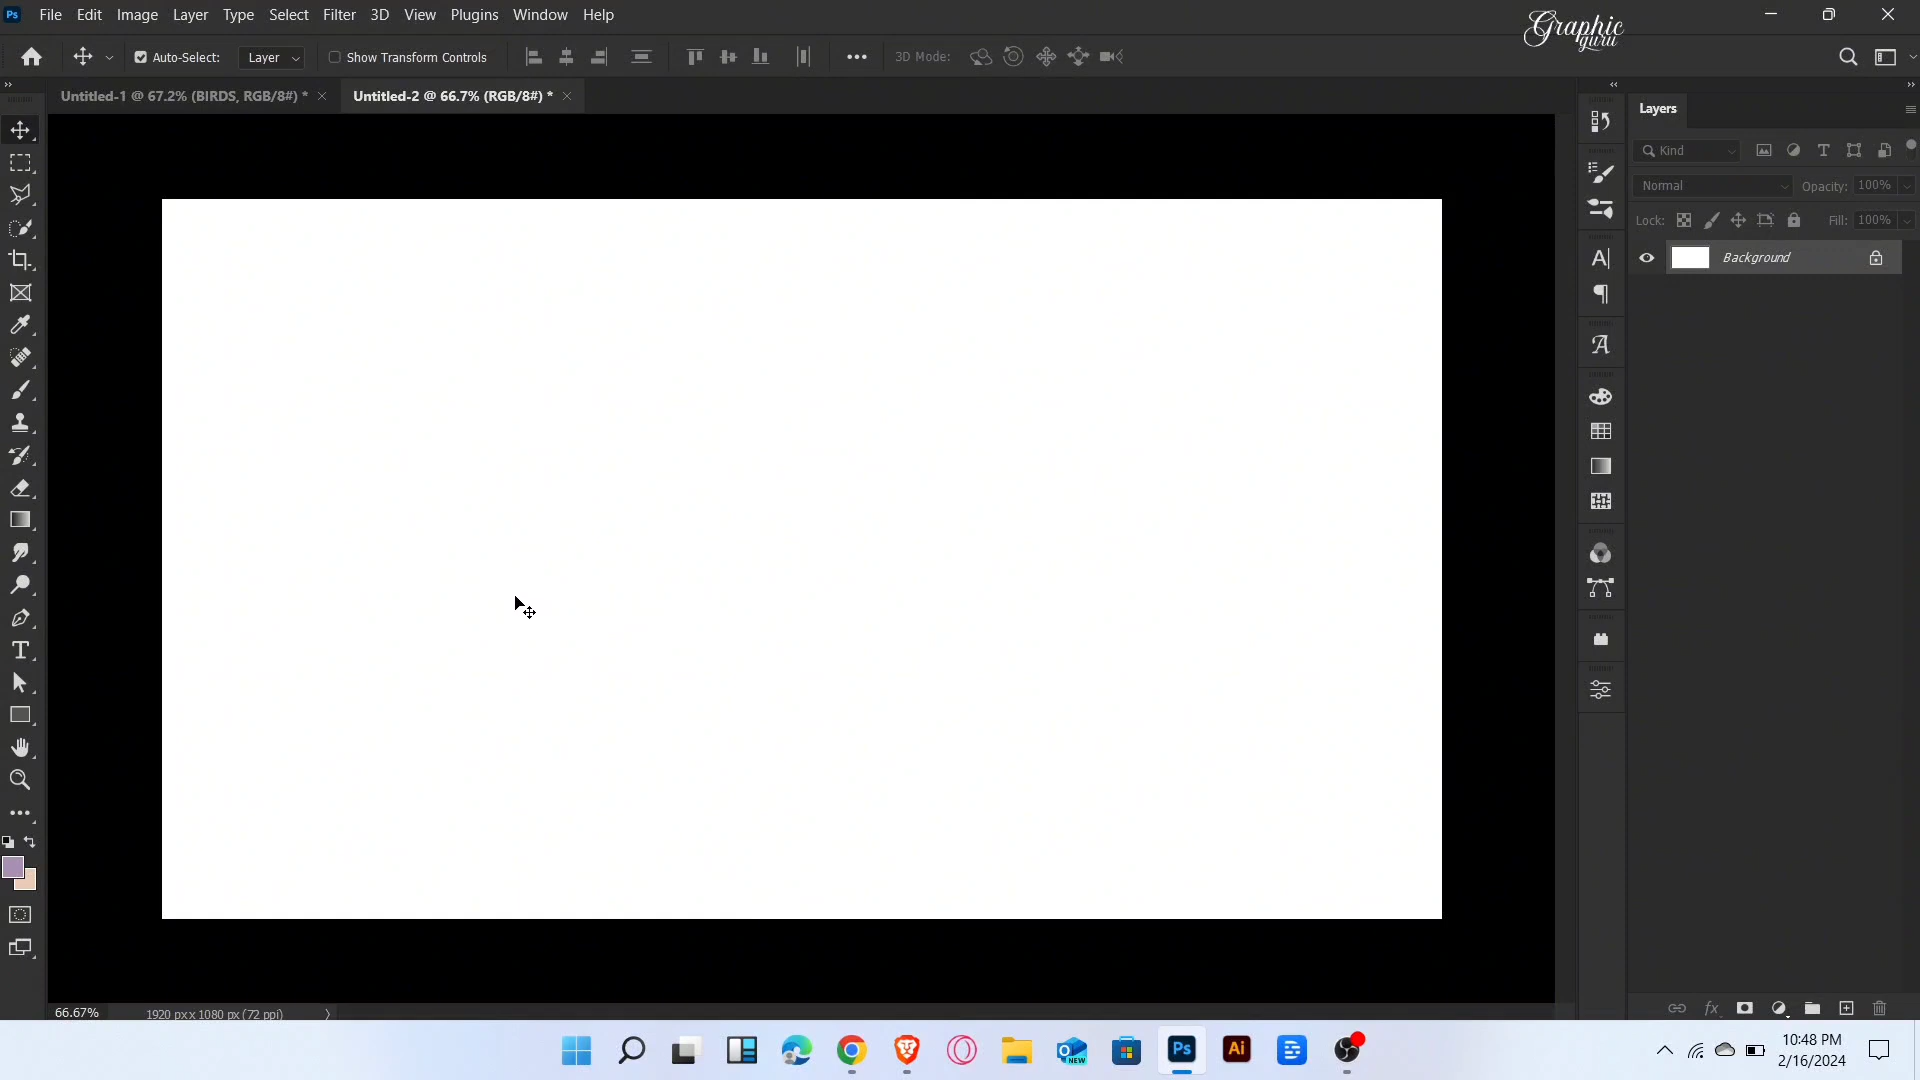 Ps File Edit Image Layer Type Select Filter 3D View Plugins Window Help
Graphic guru
Auto-Select: Layer Show Transform Controls 3D Mode:
Untitled-1 @ 67.2% (BIRDS, RGB/8#) * Untitled-2 @ 66.7% (RGB/8#) *
Layers
Kind
Normal Opacity: 100%
Lock: Fill: 100%
Background
66.67% 1920 px x 1080 px (72 ppi)
NEW
Ps Ai
10:48 PM
2/16/2024